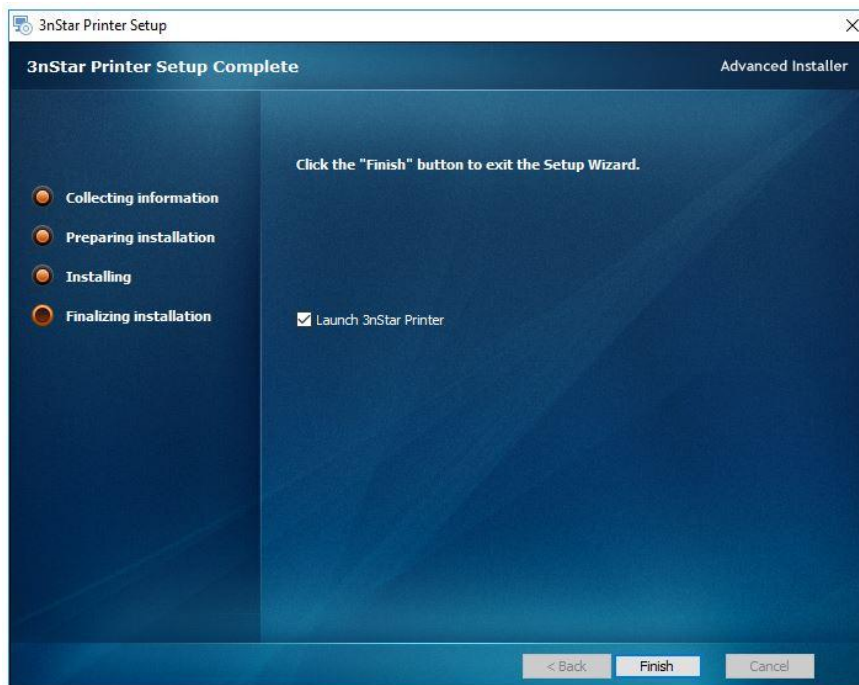 3nStar Printer Setup
3nStar Printer Setup Complete
Advanced Installer
Click the "Finish" button to exit the Setup Wizard.
Collecting information
Preparing installation
Installing
Finalizing installation
Launch 3nStar Printer
< Back
Finish
Cancel